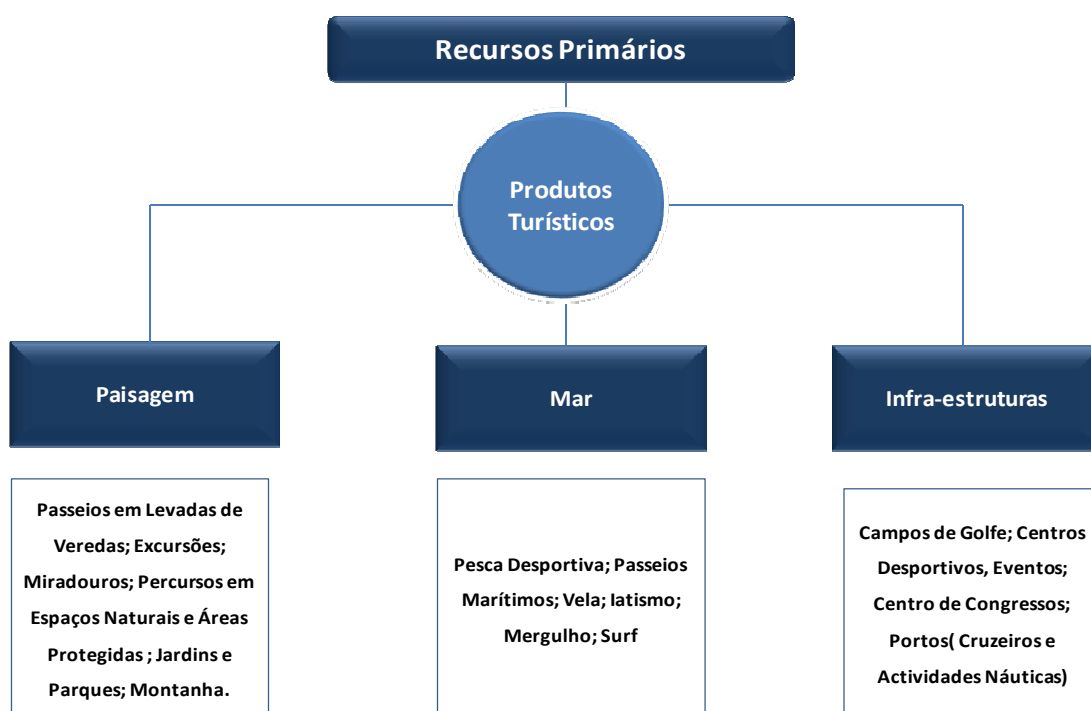 Recursos Primários
Produtos
Turísticos
Paisagem
Mar
Infra-estruturas
Passeios em Levadas de
Veredas; Excursões;
Miradouros; Percursos em
Espaços Naturais e Áreas
Protegidas ; Jardins e
Parques; Montanha.
Pesca Desportiva; Passeios
Marítimos; Vela; Iatismo;
Mergulho; Surf
Campos de Golfe; Centros
Desportivos, Eventos;
Centro de Congressos;
Portos( Cruzeiros e
Actividades Náuticas)